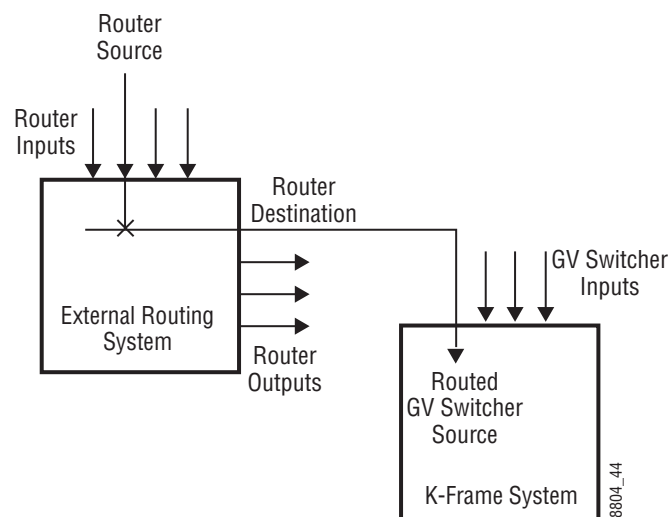 Router
Source
Router
Inputs
Router
Destination
GV Switcher
Inputs
External Routing
System
Router
Outputs
Routed
GV Switcher
Source
K-Frame System
8804_44